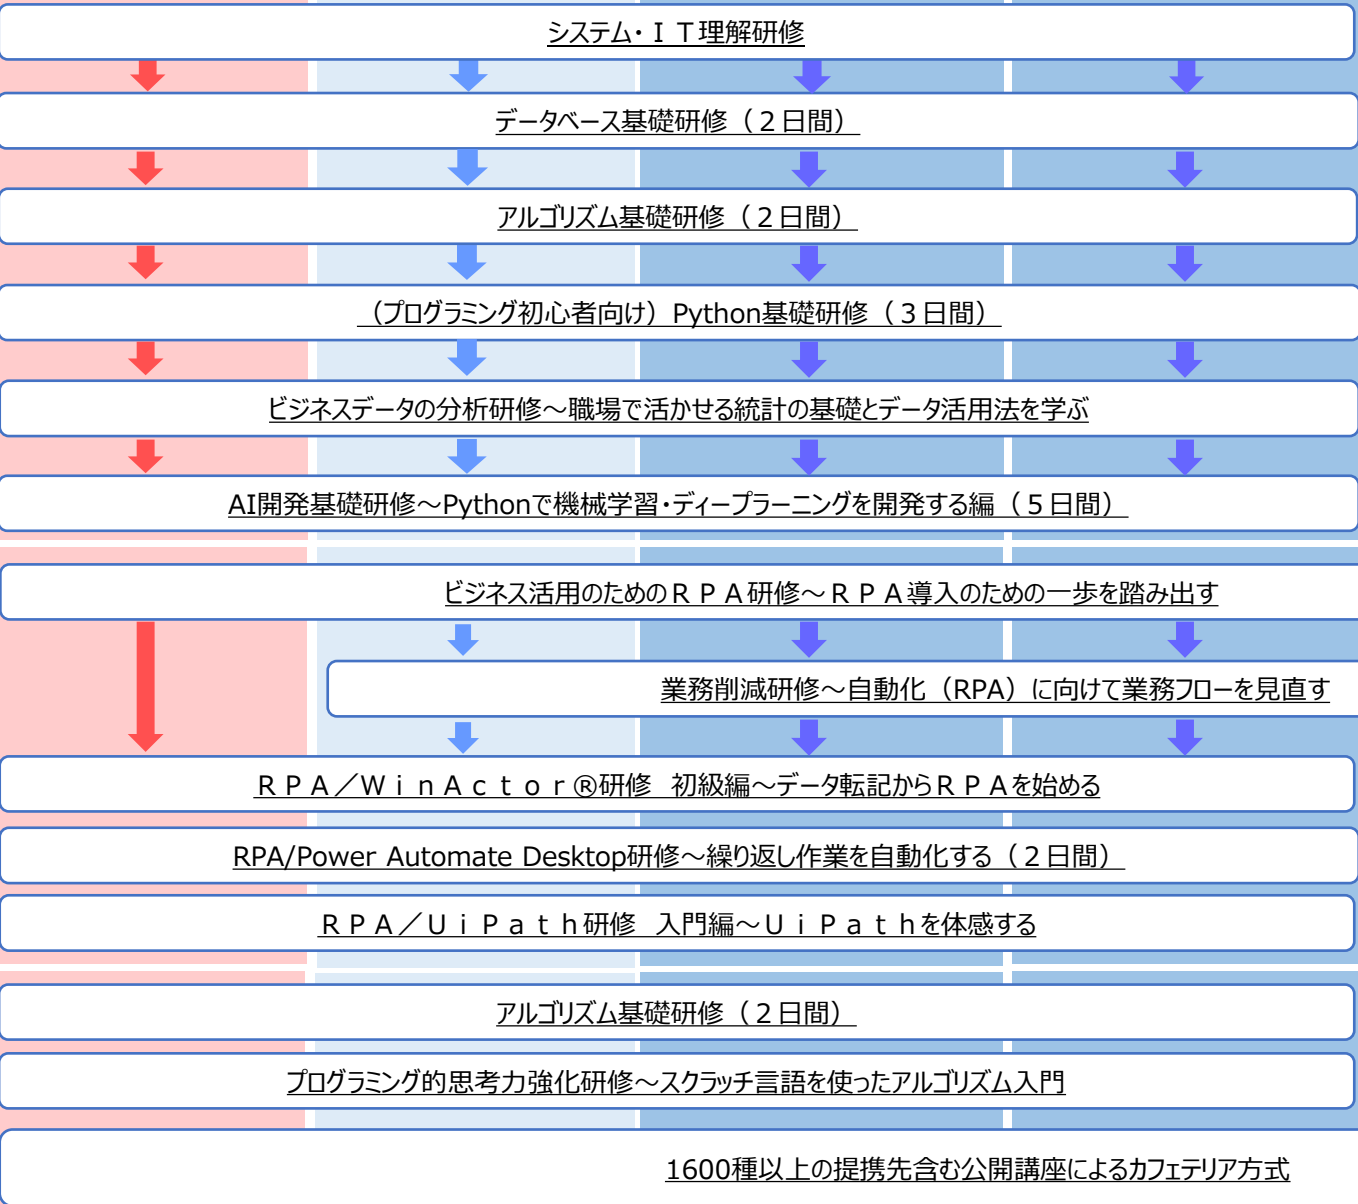 システム・ＩＴ理解研修
データベース基礎研修（２日間）
アルゴリズム基礎研修（２日間）
（プログラミング初心者向け）Python基礎研修（３日間）
ビジネスデータの分析研修～職場で活かせる統計の基礎とデータ活用法を学ぶ
AI開発基礎研修～Pythonで機械学習・ディープラーニングを開発する編（５日間）
ビジネス活用のためのＲＰＡ研修～ＲＰＡ導入のための一歩を踏み出す
業務削減研修～自動化（RPA）に向けて業務フローを見直す
ＲＰＡ／ＷｉｎＡｃｔｏｒ®研修　初級編～データ転記からＲＰＡを始める
RPA/Power Automate Desktop研修～繰り返し作業を自動化する（２日間）
ＲＰＡ／ＵｉＰａｔｈ研修　入門編～ＵｉＰａｔｈを体感する
アルゴリズム基礎研修（２日間）
プログラミング的思考力強化研修～スクラッチ言語を使ったアルゴリズム入門
1600種以上の提携先含む公開講座によるカフェテリア方式